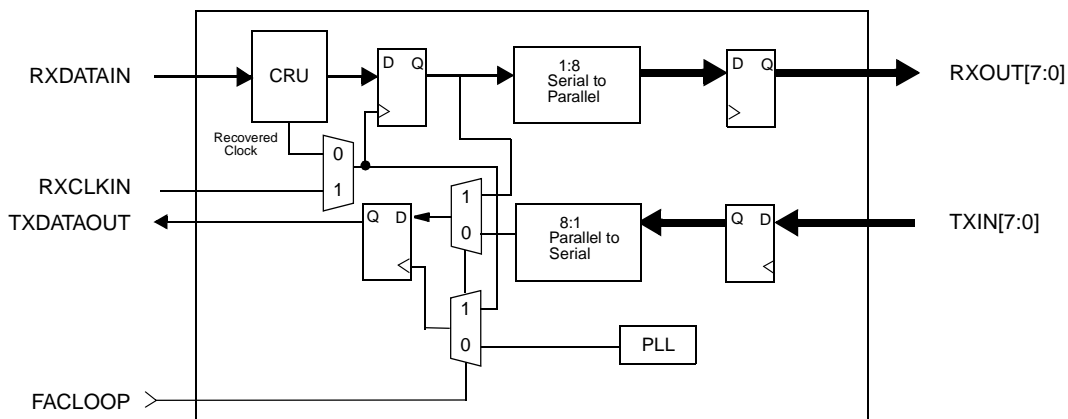 RXDATAIN
CRU
D Q
1:8
Serial to
Parallel
D Q
RXOUT[7:0]
Recovered
Clock
0
1
RXCLKIN
TXDATAOUT
Q D
1
0
8:1
Parallel to
Serial
Q D
TXIN[7:0]
1
0
PLL
FACLOOP